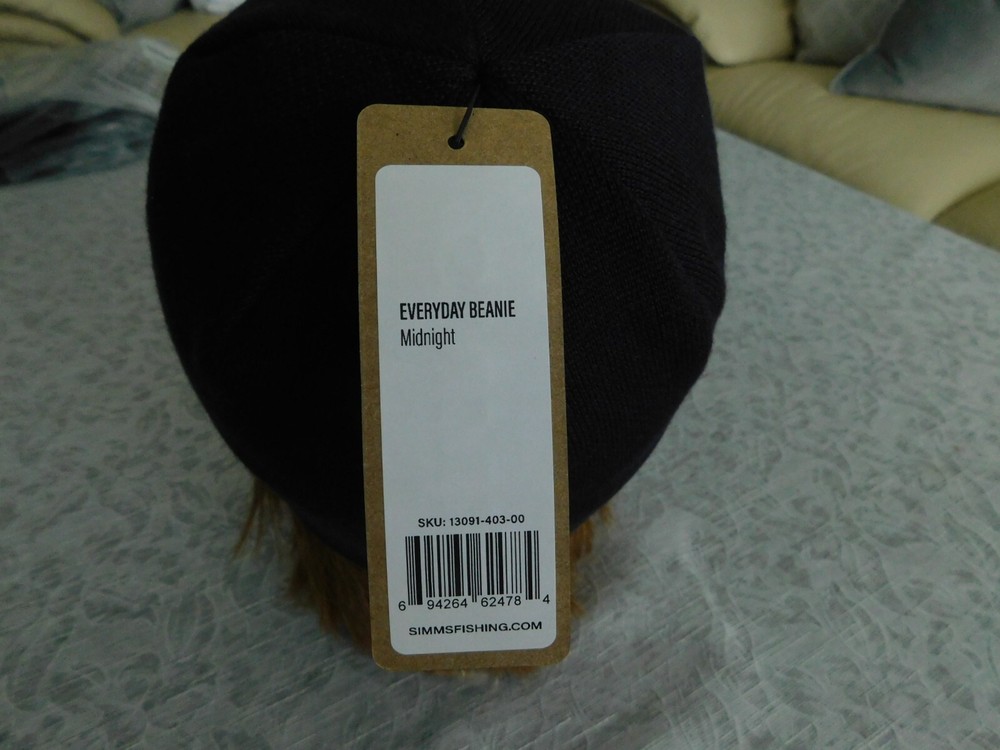 EVERYDAY BEANIE
Midnight
SKU: 13091-403-00
6 94264 62478 4
SIMMSFISHING.COM